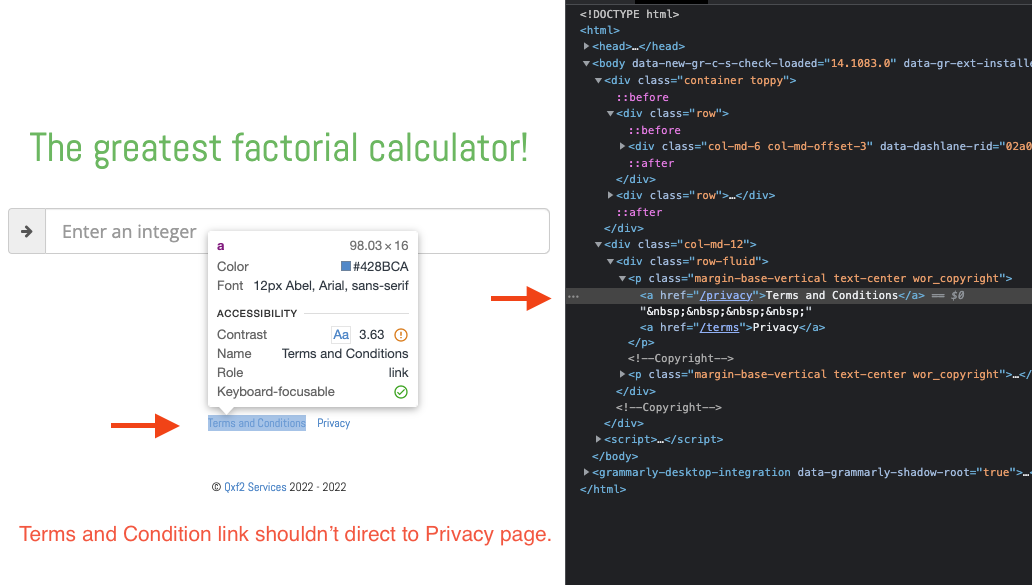 The greatest factorial calculator!
Enter an integer
a 98.03 × 16
Color #428BCA
Font 12px Abel, Arial, sans-serif
ACCESSIBILITY
Contrast Aa 3.63
Name Terms and Conditions
Role link
Keyboard-focusable
Terms and Conditions Privacy
© Qxf2 Services 2022 - 2022
Terms and Condition link shouldn't direct to Privacy page.
<!DOCTYPE html>
<html>
<head>…</head>
<body data-new-gr-c-s-check-loaded="14.1083.0" data-gr-ext-installe
<div class="container toppy">
::before
<div class="row">
::before
<div class="col-md-6 col-md-offset-3" data-dashlane-rid="02a0
::after
</div>
<div class="row">…</div>
::after
</div>
<div class="col-md-12">
<div class="row-fluid">
<p class="margin-base-vertical text-center wor_copyright">
… <a href="/privacy">Terms and Conditions</a> == $0
"&nbsp;&nbsp;&nbsp;&nbsp;"
<a href="/terms">Privacy</a>
</p>
<!--Copyright-->
<p class="margin-base-vertical text-center wor_copyright">…</
</div>
<!--Copyright-->
</div>
<script>…</script>
</body>
<grammarly-desktop-integration data-grammarly-shadow-root="true">…
</html>